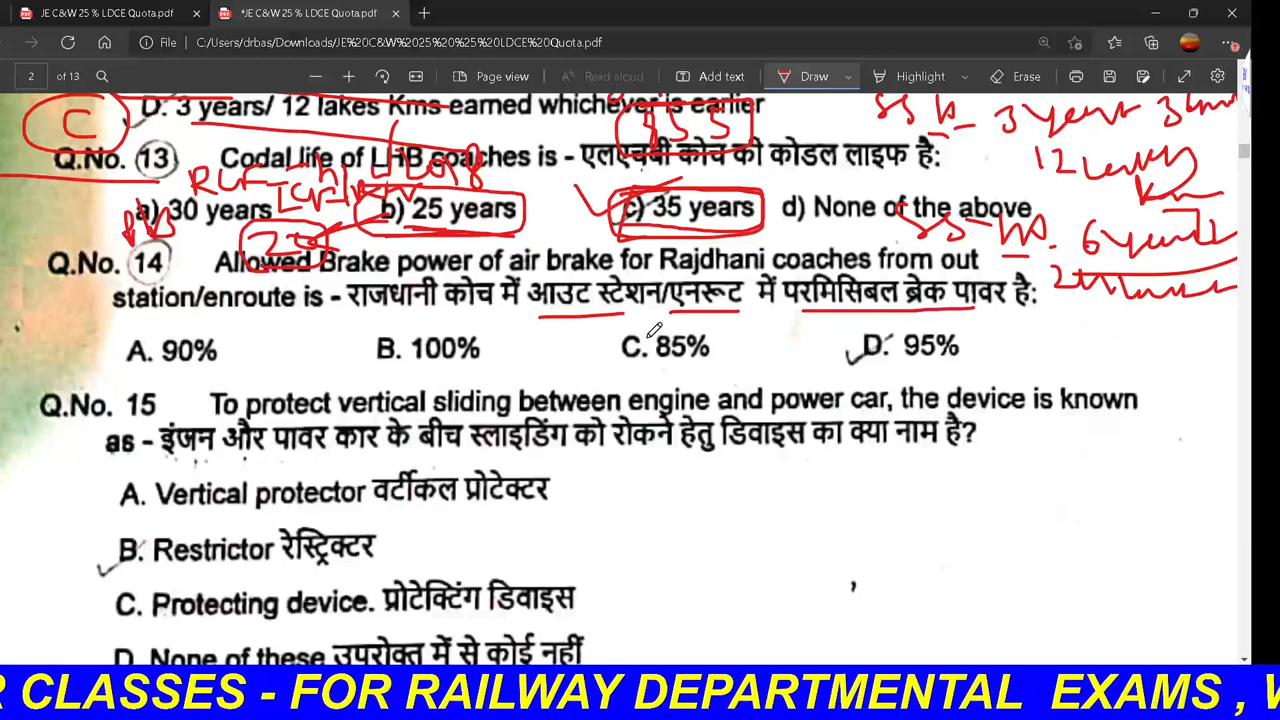 JE C&W 25 % LDCE Quota.pdf
*JE C&W 25 % LDCE Quota.pdf
File C:/Users/drbas/Downloads/JE%20C&W%2025%20%25%20LDCE%20Quota.pdf
2 of 13 Page view Read aloud Add text Draw Highlight Erase
D. 3 years/ 12 lakes Kms earned whichever is earlier
C
3 year
12
Km
Q.No. 13 Codal life of LHB coaches is - एलएचबी कोच की कोडल लाइफ है:
RCF
a) 30 years b) 25 years c) 35 years d) None of the above
6 year
Q.No. 14 Allowed Brake power of air brake for Rajdhani coaches from out
station/enroute is - राजधानी कोच में आउट स्टेशन/एनरूट में परमिसिबल ब्रेक पावर है:
A. 90% B. 100% C. 85% D. 95%
Q.No. 15 To protect vertical sliding between engine and power car, the device is known
as - इंजन और पावर कार के बीच स्लाइडिंग को रोकने हेतु डिवाइस का क्या नाम है?
A. Vertical protector वर्टीकल प्रोटेक्टर
B. Restrictor रेस्ट्रिक्टर
C. Protecting device. प्रोटेक्टिंग डिवाइस
D. None of these उपरोक्त में से कोई नहीं
R CLASSES - FOR RAILWAY DEPARTMENTAL EXAMS ,